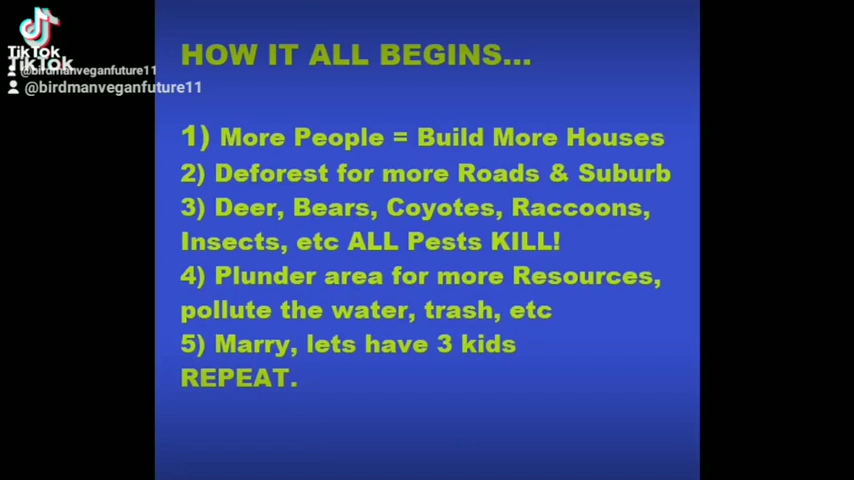 TikTok
TikTok
@birdmanveganfuture11
@birdmanveganfuture11
HOW IT ALL BEGINS...
1) More People = Build More Houses
2) Deforest for more Roads & Suburb
3) Deer, Bears, Coyotes, Raccoons,
Insects, etc ALL Pests KILL!
4) Plunder area for more Resources,
pollute the water, trash, etc
5) Marry, lets have 3 kids
REPEAT.